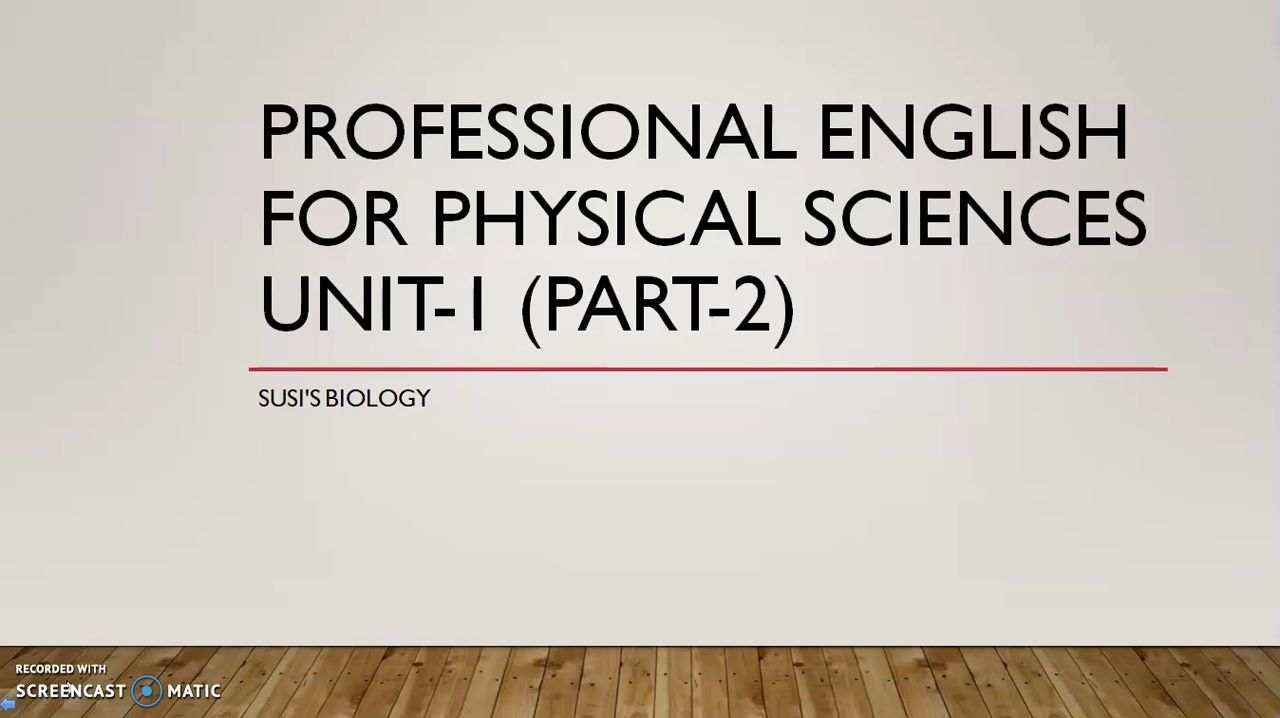 PROFESSIONAL ENGLISH
FOR PHYSICAL SCIENCES
UNIT-1 (PART-2)
SUSI'S BIOLOGY
RECORDED WITH
SCREENCAST MATIC